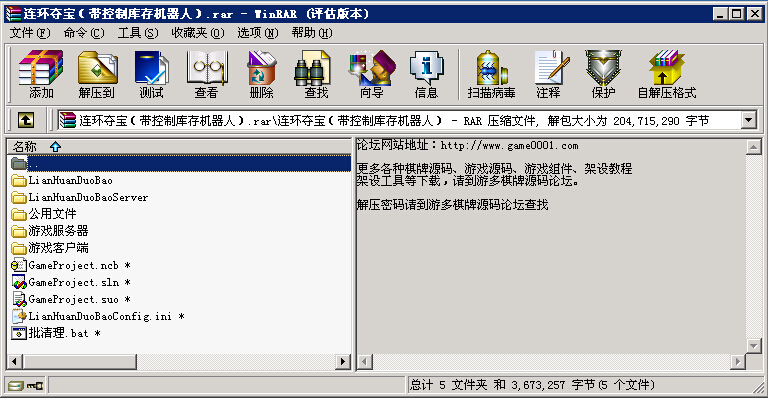 连环夺宝(带控制库存机器人).rar - WinRAR (评估版本)
文件(F) 命令(C) 工具(S) 收藏夹(O) 选项(N) 帮助(H)
添加 解压到 测试 查看 删除 查找 向导 信息 扫描病毒 注释 保护 自解压格式
连环夺宝(带控制库存机器人).rar\连环夺宝(带控制库存机器人) - RAR 压缩文件, 解包大小为 204,715,290 字节
名称
..
LianHuanDuoBao
LianHuanDuoBaoServer
公用文件
游戏服务器
游戏客户端
GameProject.ncb *
GameProject.sln *
GameProject.suo *
LianHuanDuoBaoConfig.ini *
批清理.bat *
论坛网站地址:http://www.game0001.com
更多各种棋牌源码、游戏源码、游戏组件、架设教程
架设工具等下载,请到游多棋牌源码论坛。
解压密码请到游多棋牌源码论坛查找
总计 5 文件夹 和 3,673,257 字节(5 个文件)